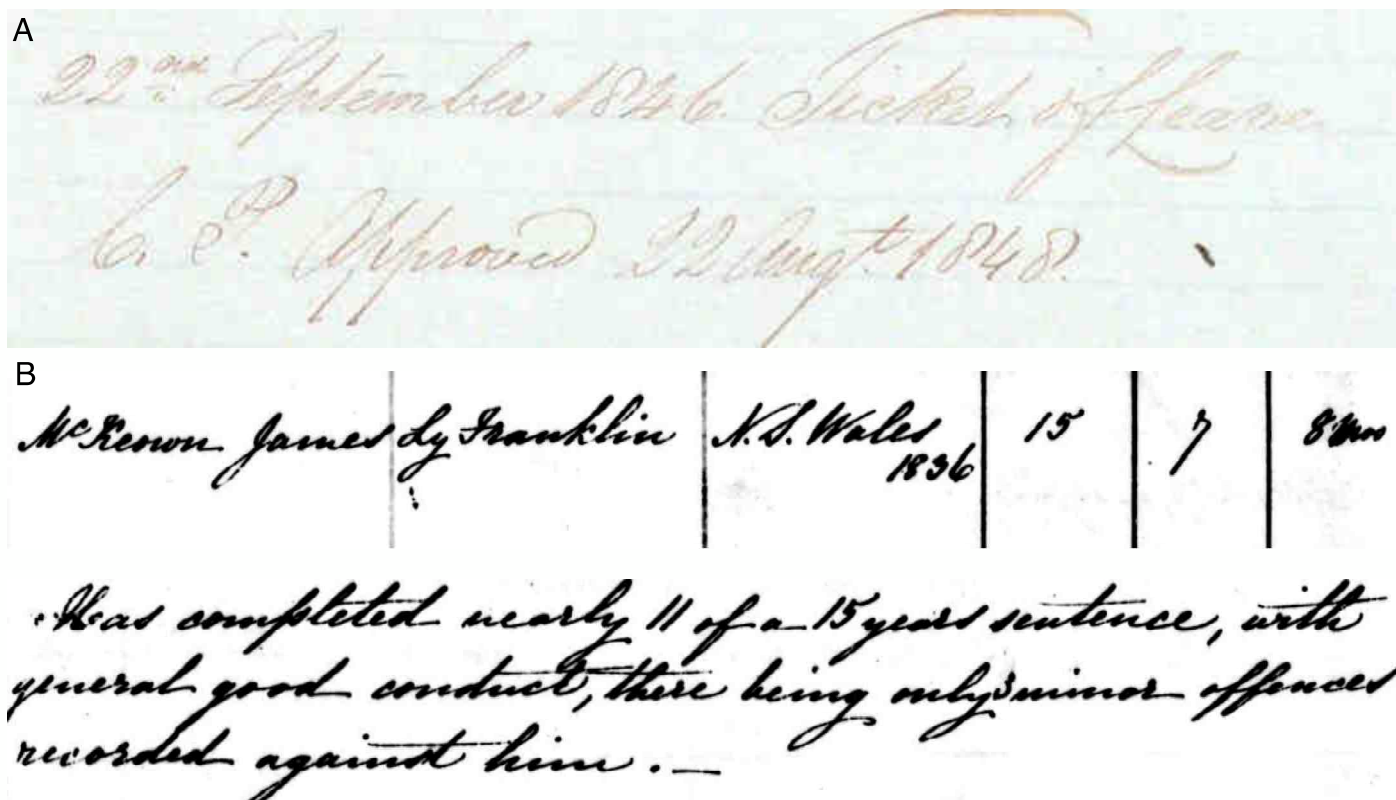 A
22nd September 1846. Ticket of Leave
C. P. Approved 22 Augt. 1848.
B
McKeown James Ly Franklin N.S. Wales 15 7 8 Mos
1836
Has completed nearly 11 of a 15 years sentence, with
general good conduct, there being only 3 minor offences
recorded against him. —